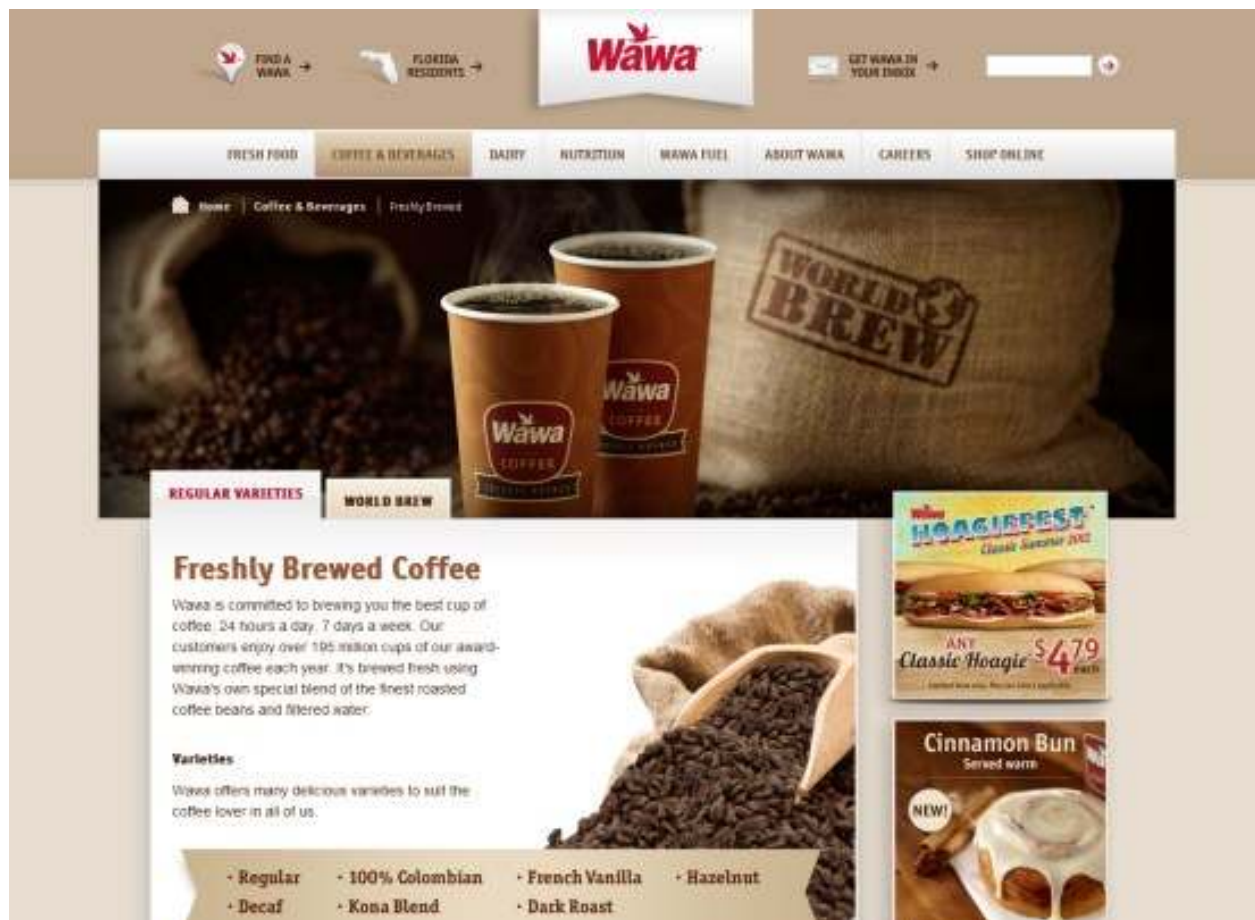 FIND A
WAWA
FLORIDA
RESIDENTS
Wawa
GET WAWA IN
YOUR INBOX
FRESH FOOD
COFFEE & BEVERAGES
DAIRY
NUTRITION
WAWA FUEL
ABOUT WAWA
CAREERS
SHOP ONLINE
Home | Coffee & Beverages | Freshly Brewed
WORLD
BREW
Wawa
COFFEE
Wawa
COFFEE
REGULAR VARIETIES
WORLD BREW
Freshly Brewed Coffee
Wawa is committed to brewing you the best cup of
coffee. 24 hours a day. 7 days a week. Our
customers enjoy over 195 million cups of our award-
winning coffee each year. It's brewed fresh using
Wawa's own special blend of the finest roasted
coffee beans and filtered water.
Varieties
Wawa offers many delicious varieties to suit the
coffee lover in all of us.
• Regular
• 100% Colombian
• French Vanilla
• Hazelnut
• Decaf
• Kona Blend
• Dark Roast
Wawa
HOAGIEFEST
Classic Summer 2012
ANY
Classic Hoagie
$4.79
each
Cinnamon Bun
Served warm
NEW!